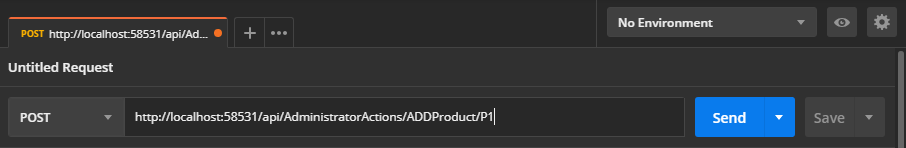 No Environment
POST http://localhost:58531/api/Ad...
Untitled Request
POST http://localhost:58531/api/AdministratorActions/ADDProduct/P1 Send Save